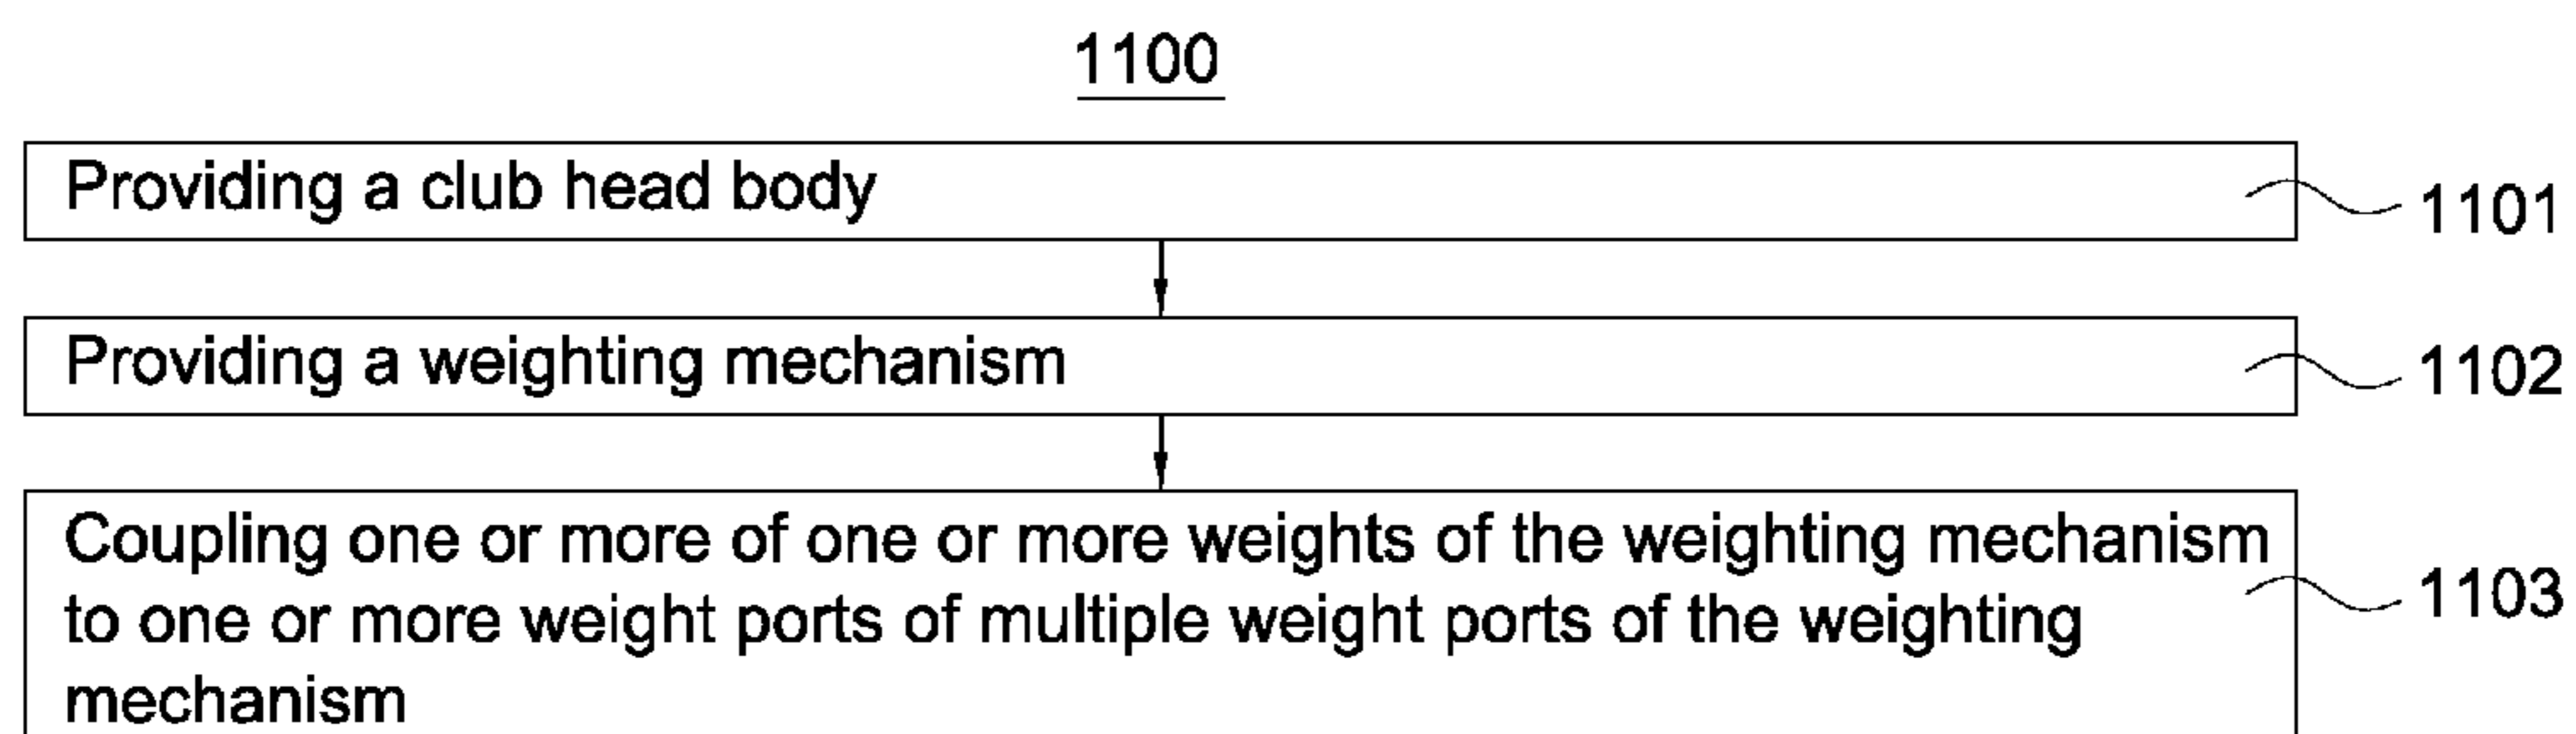 1100
Providing a club head body
1101
Providing a weighting mechanism
1102
Coupling one or more of one or more weights of the weighting mechanism
to one or more weight ports of multiple weight ports of the weighting
mechanism
1103